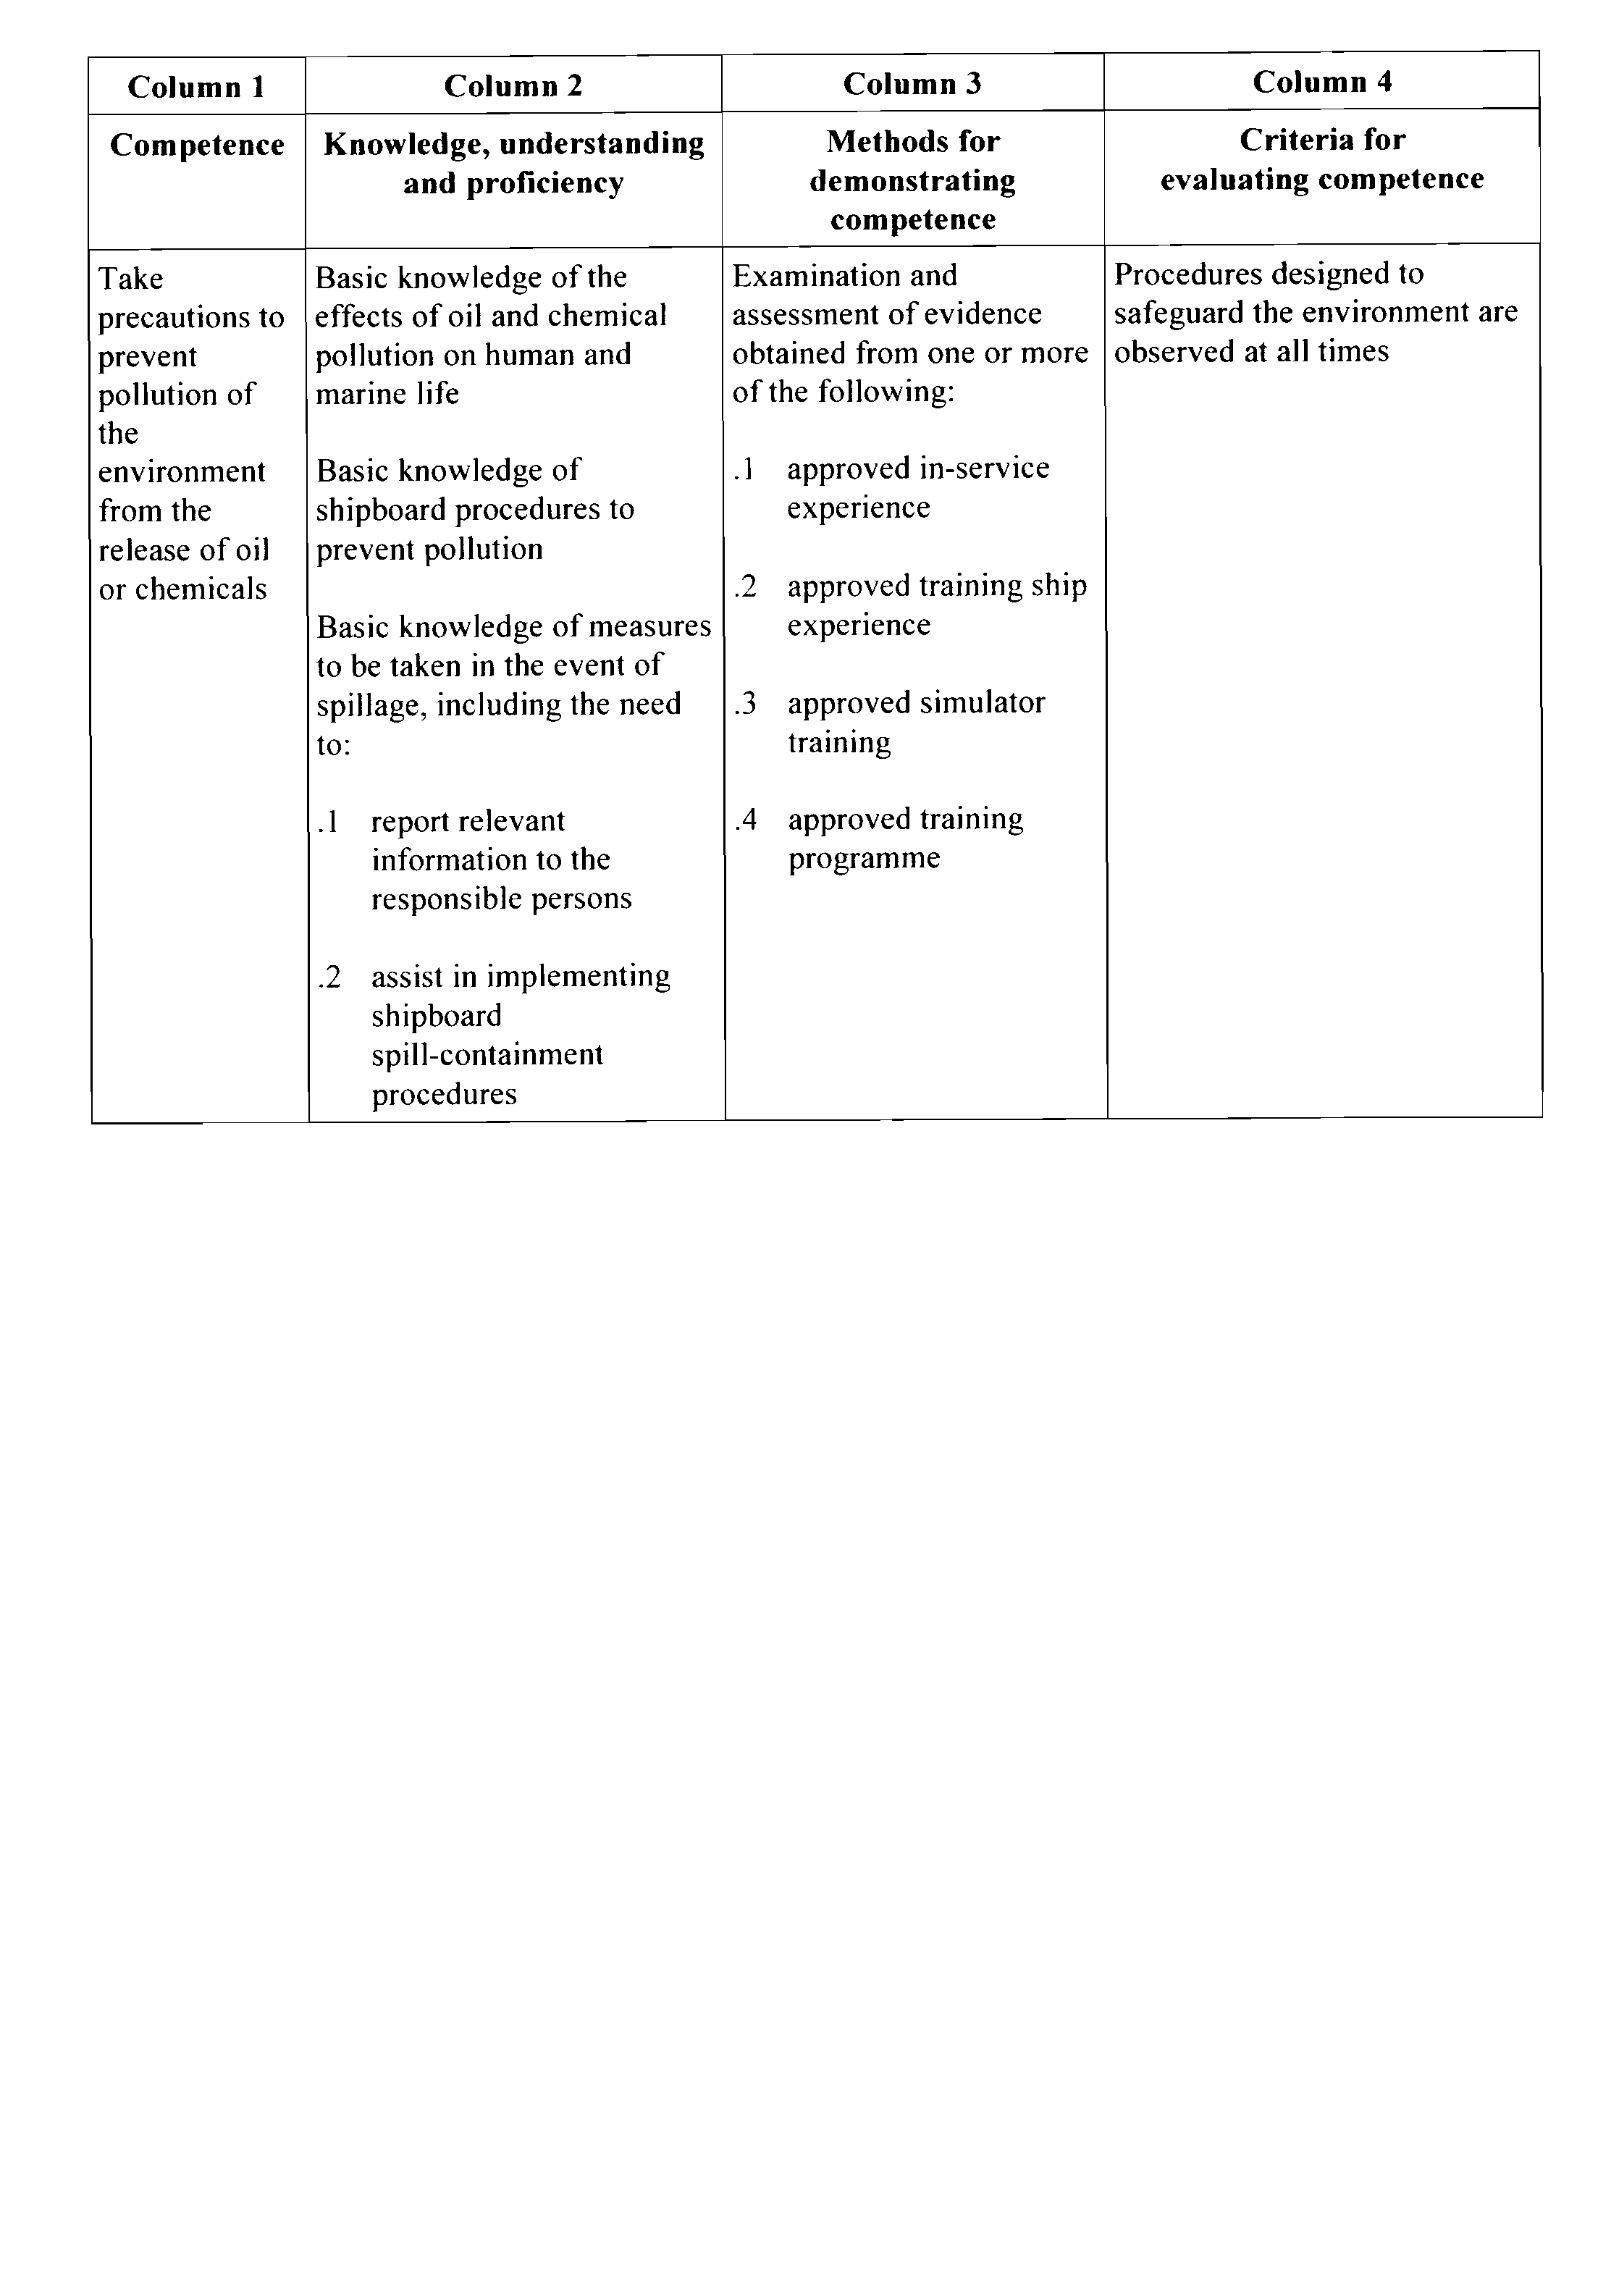 Column 1
Column 2
Column 3
Column 4
Competence
Knowledge, understanding
and proficiency
Methods for
demonstrating
competence
Criteria for
evaluating competence
Take
precautions to
prevent
pollution of
the
environment
from the
release of oil
or chemicals
Basic knowledge of the
effects of oil and chemical
pollution on human and
marine life
Basic knowledge of
shipboard procedures to
prevent pollution
Basic knowledge of measures
to be taken in the event of
spillage, including the need
to:
.1 report relevant
information to the
responsible persons
.2 assist in implementing
shipboard
spill-containment
procedures
Examination and
assessment of evidence
obtained from one or more
of the following:
.1 approved in-service
experience
.2 approved training ship
experience
.3 approved simulator
training
.4 approved training
programme
Procedures designed to
safeguard the environment are
observed at all times